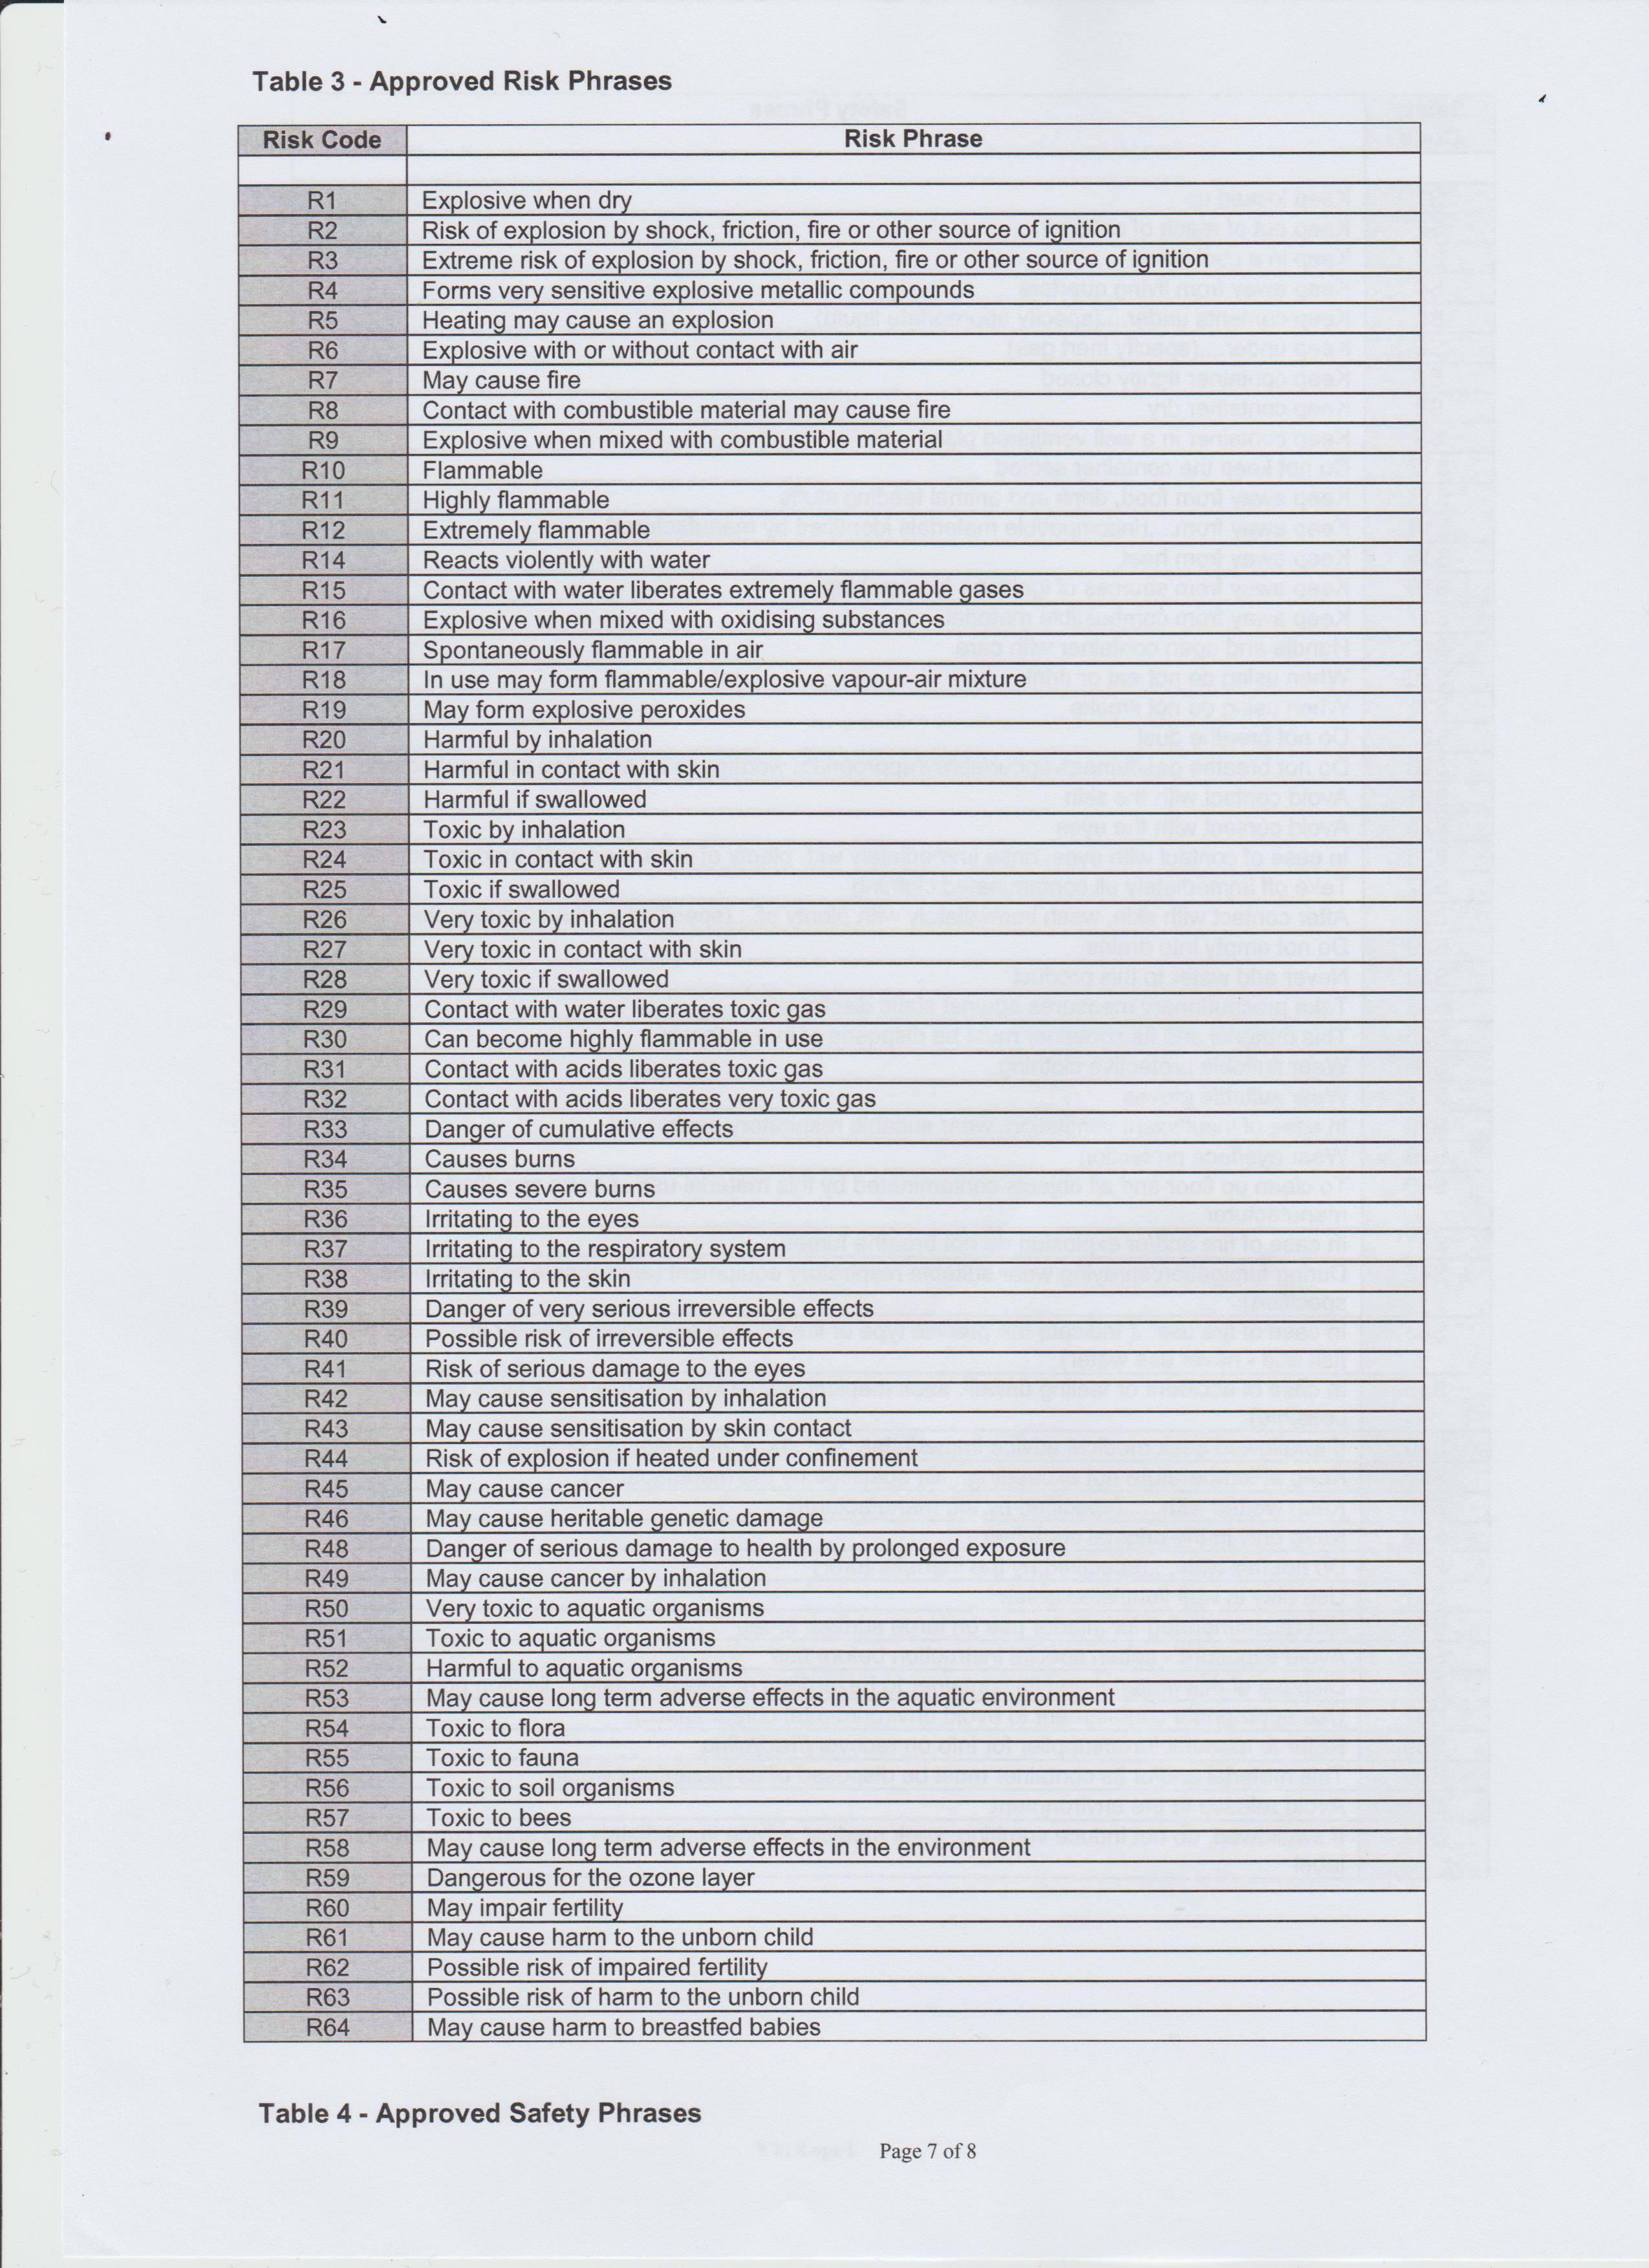 Table 3 - Approved Risk Phrases
Risk Code Risk Phrase
R1 Explosive when dry
R2 Risk of explosion by shock, friction, fire or other source of ignition
R3 Extreme risk of explosion by shock, friction, fire or other source of ignition
R4 Forms very sensitive explosive metallic compounds
R5 Heating may cause an explosion
R6 Explosive with or without contact with air
R7 May cause fire
R8 Contact with combustible material may cause fire
R9 Explosive when mixed with combustible material
R10 Flammable
R11 Highly flammable
R12 Extremely flammable
R14 Reacts violently with water
R15 Contact with water liberates extremely flammable gases
R16 Explosive when mixed with oxidising substances
R17 Spontaneously flammable in air
R18 In use may form flammable/explosive vapour-air mixture
R19 May form explosive peroxides
R20 Harmful by inhalation
R21 Harmful in contact with skin
R22 Harmful if swallowed
R23 Toxic by inhalation
R24 Toxic in contact with skin
R25 Toxic if swallowed
R26 Very toxic by inhalation
R27 Very toxic in contact with skin
R28 Very toxic if swallowed
R29 Contact with water liberates toxic gas
R30 Can become highly flammable in use
R31 Contact with acids liberates toxic gas
R32 Contact with acids liberates very toxic gas
R33 Danger of cumulative effects
R34 Causes burns
R35 Causes severe burns
R36 Irritating to the eyes
R37 Irritating to the respiratory system
R38 Irritating to the skin
R39 Danger of very serious irreversible effects
R40 Possible risk of irreversible effects
R41 Risk of serious damage to the eyes
R42 May cause sensitisation by inhalation
R43 May cause sensitisation by skin contact
R44 Risk of explosion if heated under confinement
R45 May cause cancer
R46 May cause heritable genetic damage
R48 Danger of serious damage to health by prolonged exposure
R49 May cause cancer by inhalation
R50 Very toxic to aquatic organisms
R51 Toxic to aquatic organisms
R52 Harmful to aquatic organisms
R53 May cause long term adverse effects in the aquatic environment
R54 Toxic to flora
R55 Toxic to fauna
R56 Toxic to soil organisms
R57 Toxic to bees
R58 May cause long term adverse effects in the environment
R59 Dangerous for the ozone layer
R60 May impair fertility
R61 May cause harm to the unborn child
R62 Possible risk of impaired fertility
R63 Possible risk of harm to the unborn child
R64 May cause harm to breastfed babies
Table 4 - Approved Safety Phrases
Page 7 of 8